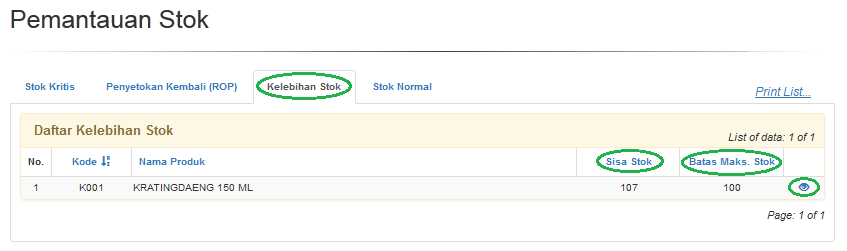 Pemantauan Stok
Stok Kritis Penyetokan Kembali (ROP) Kelebihan Stok Stok Normal Print List...
Daftar Kelebihan Stok List of data: 1 of 1
No. Kode Nama Produk Sisa Stok Batas Maks. Stok
1 K001 KRATINGDAENG 150 ML 107 100
Page: 1 of 1